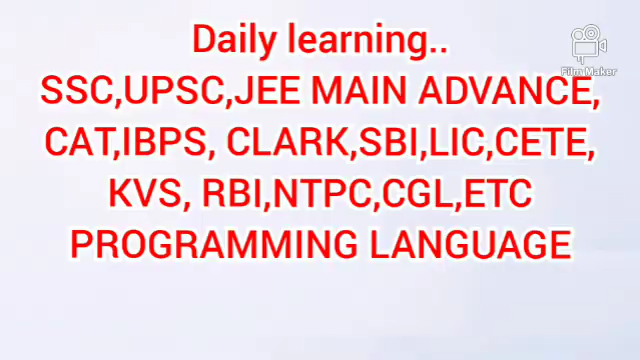 Daily learning..
SSC,UPSC,JEE MAIN ADVANCE,
CAT,IBPS, CLARK,SBI,LIC,CETE,
KVS, RBI,NTPC,CGL,ETC
PROGRAMMING LANGUAGE
Film Maker